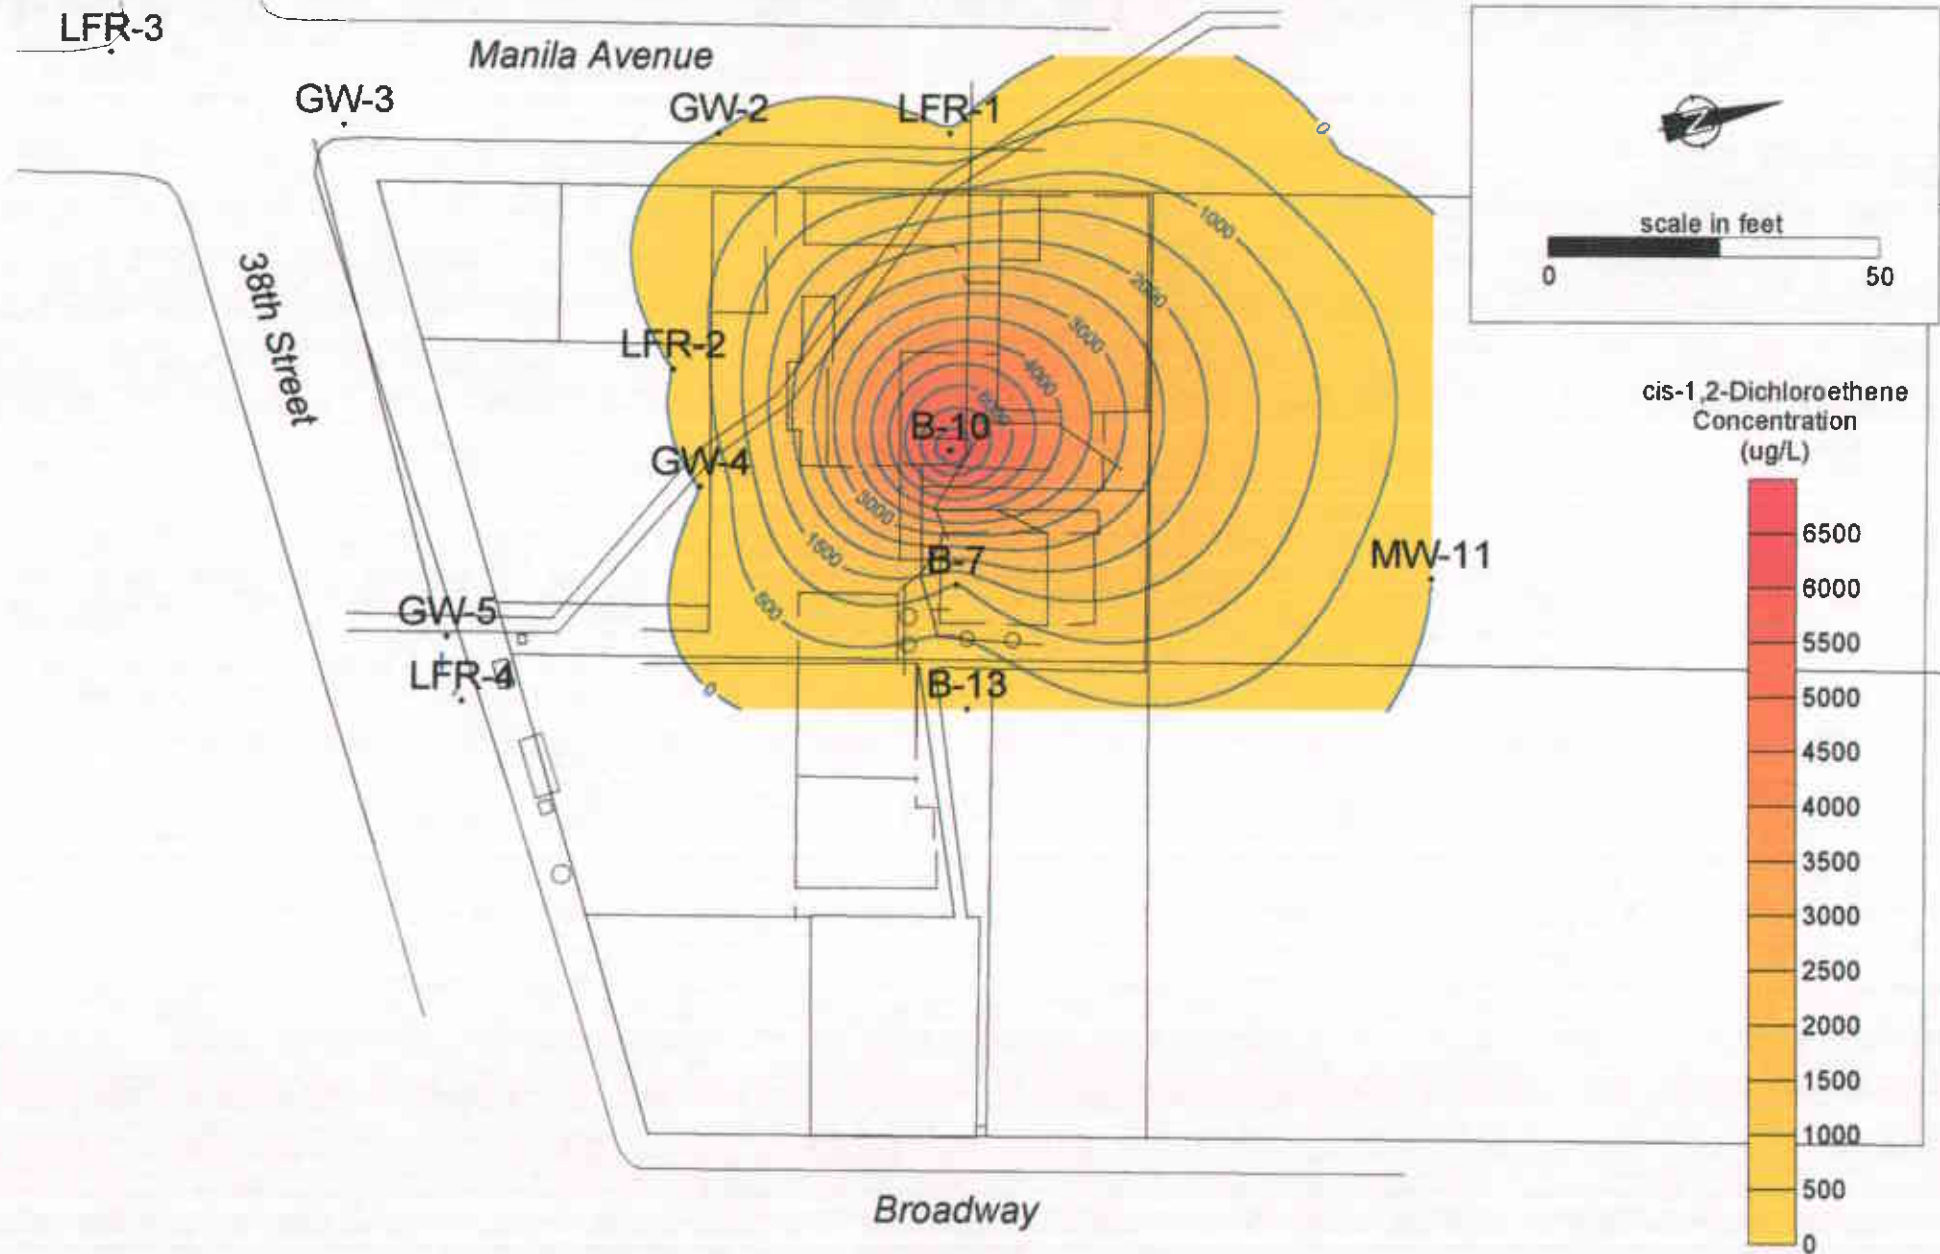 LFR-3
Manila Avenue
GW-3
GW-2
LFR-1
0
scale in feet
0
50
1000
38th Street
2000
3000
LFR-2
4000
cis-1,2-Dichloroethene
Concentration
(ug/L)
B-10
GW-4
3000
6500
1500
B-7
MW-11
6000
500
GW-5
5500
LFR-4
0
B-13
5000
4500
4000
3500
3000
2500
2000
1500
1000
500
Broadway
0